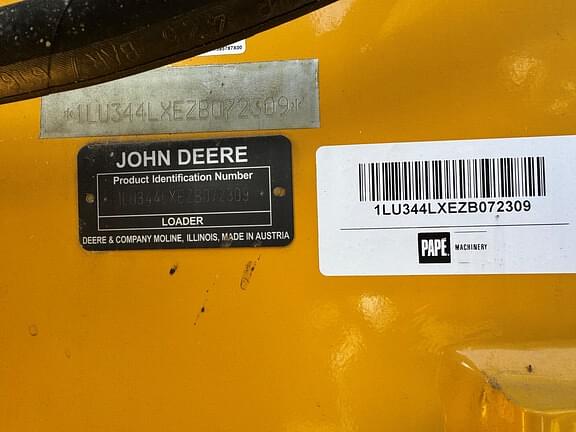 *1LU344LXEZB072309*
JOHN DEERE
Product Identification Number
*1LU344LXEZB072309*
LOADER
DEERE & COMPANY MOLINE, ILLINOIS, MADE IN AUSTRIA
1LU344LXEZB072309
PAPE.
MACHINERY